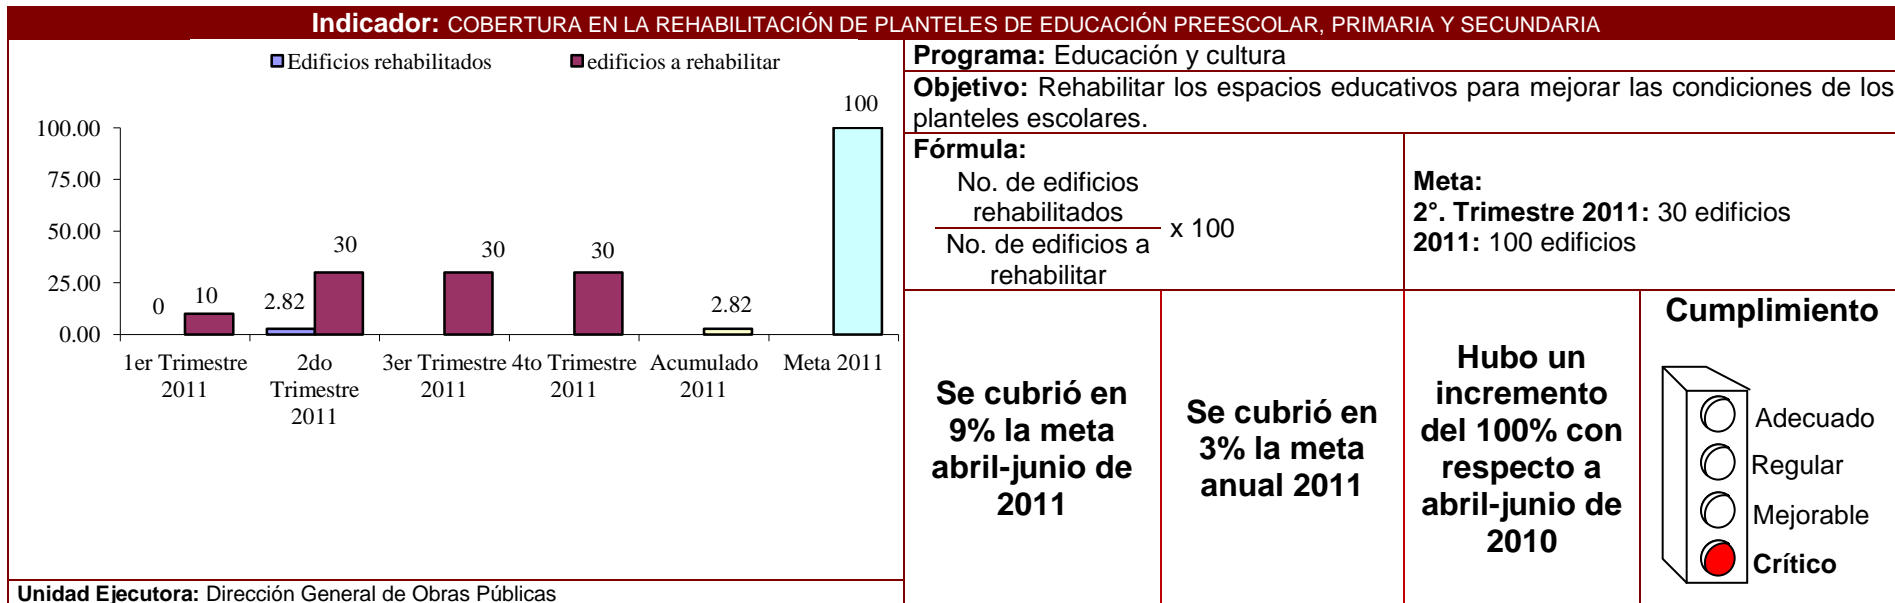 Indicador: COBERTURA EN LA REHABILITACIÓN DE PLANTELES DE EDUCACIÓN PREESCOLAR, PRIMARIA Y SECUNDARIA
Edificios rehabilitados edificios a rehabilitar
100.00
75.00
50.00
25.00
0.00
0
10
2.82
30
30
30
2.82
100
1er Trimestre
2011
2do
Trimestre
2011
3er Trimestre
2011
4to Trimestre
2011
Acumulado
2011
Meta 2011
Programa: Educación y cultura
Objetivo: Rehabilitar los espacios educativos para mejorar las condiciones de los
planteles escolares.
Fórmula:
No. de edificios
rehabilitados
No. de edificios a
rehabilitar
x 100
Meta:
2°. Trimestre 2011: 30 edificios
2011: 100 edificios
Se cubrió en
9% la meta
abril-junio de
2011
Se cubrió en
3% la meta
anual 2011
Hubo un
incremento
del 100% con
respecto a
abril-junio de
2010
Cumplimiento
Adecuado
Regular
Mejorable
Crítico
Unidad Ejecutora: Dirección General de Obras Públicas